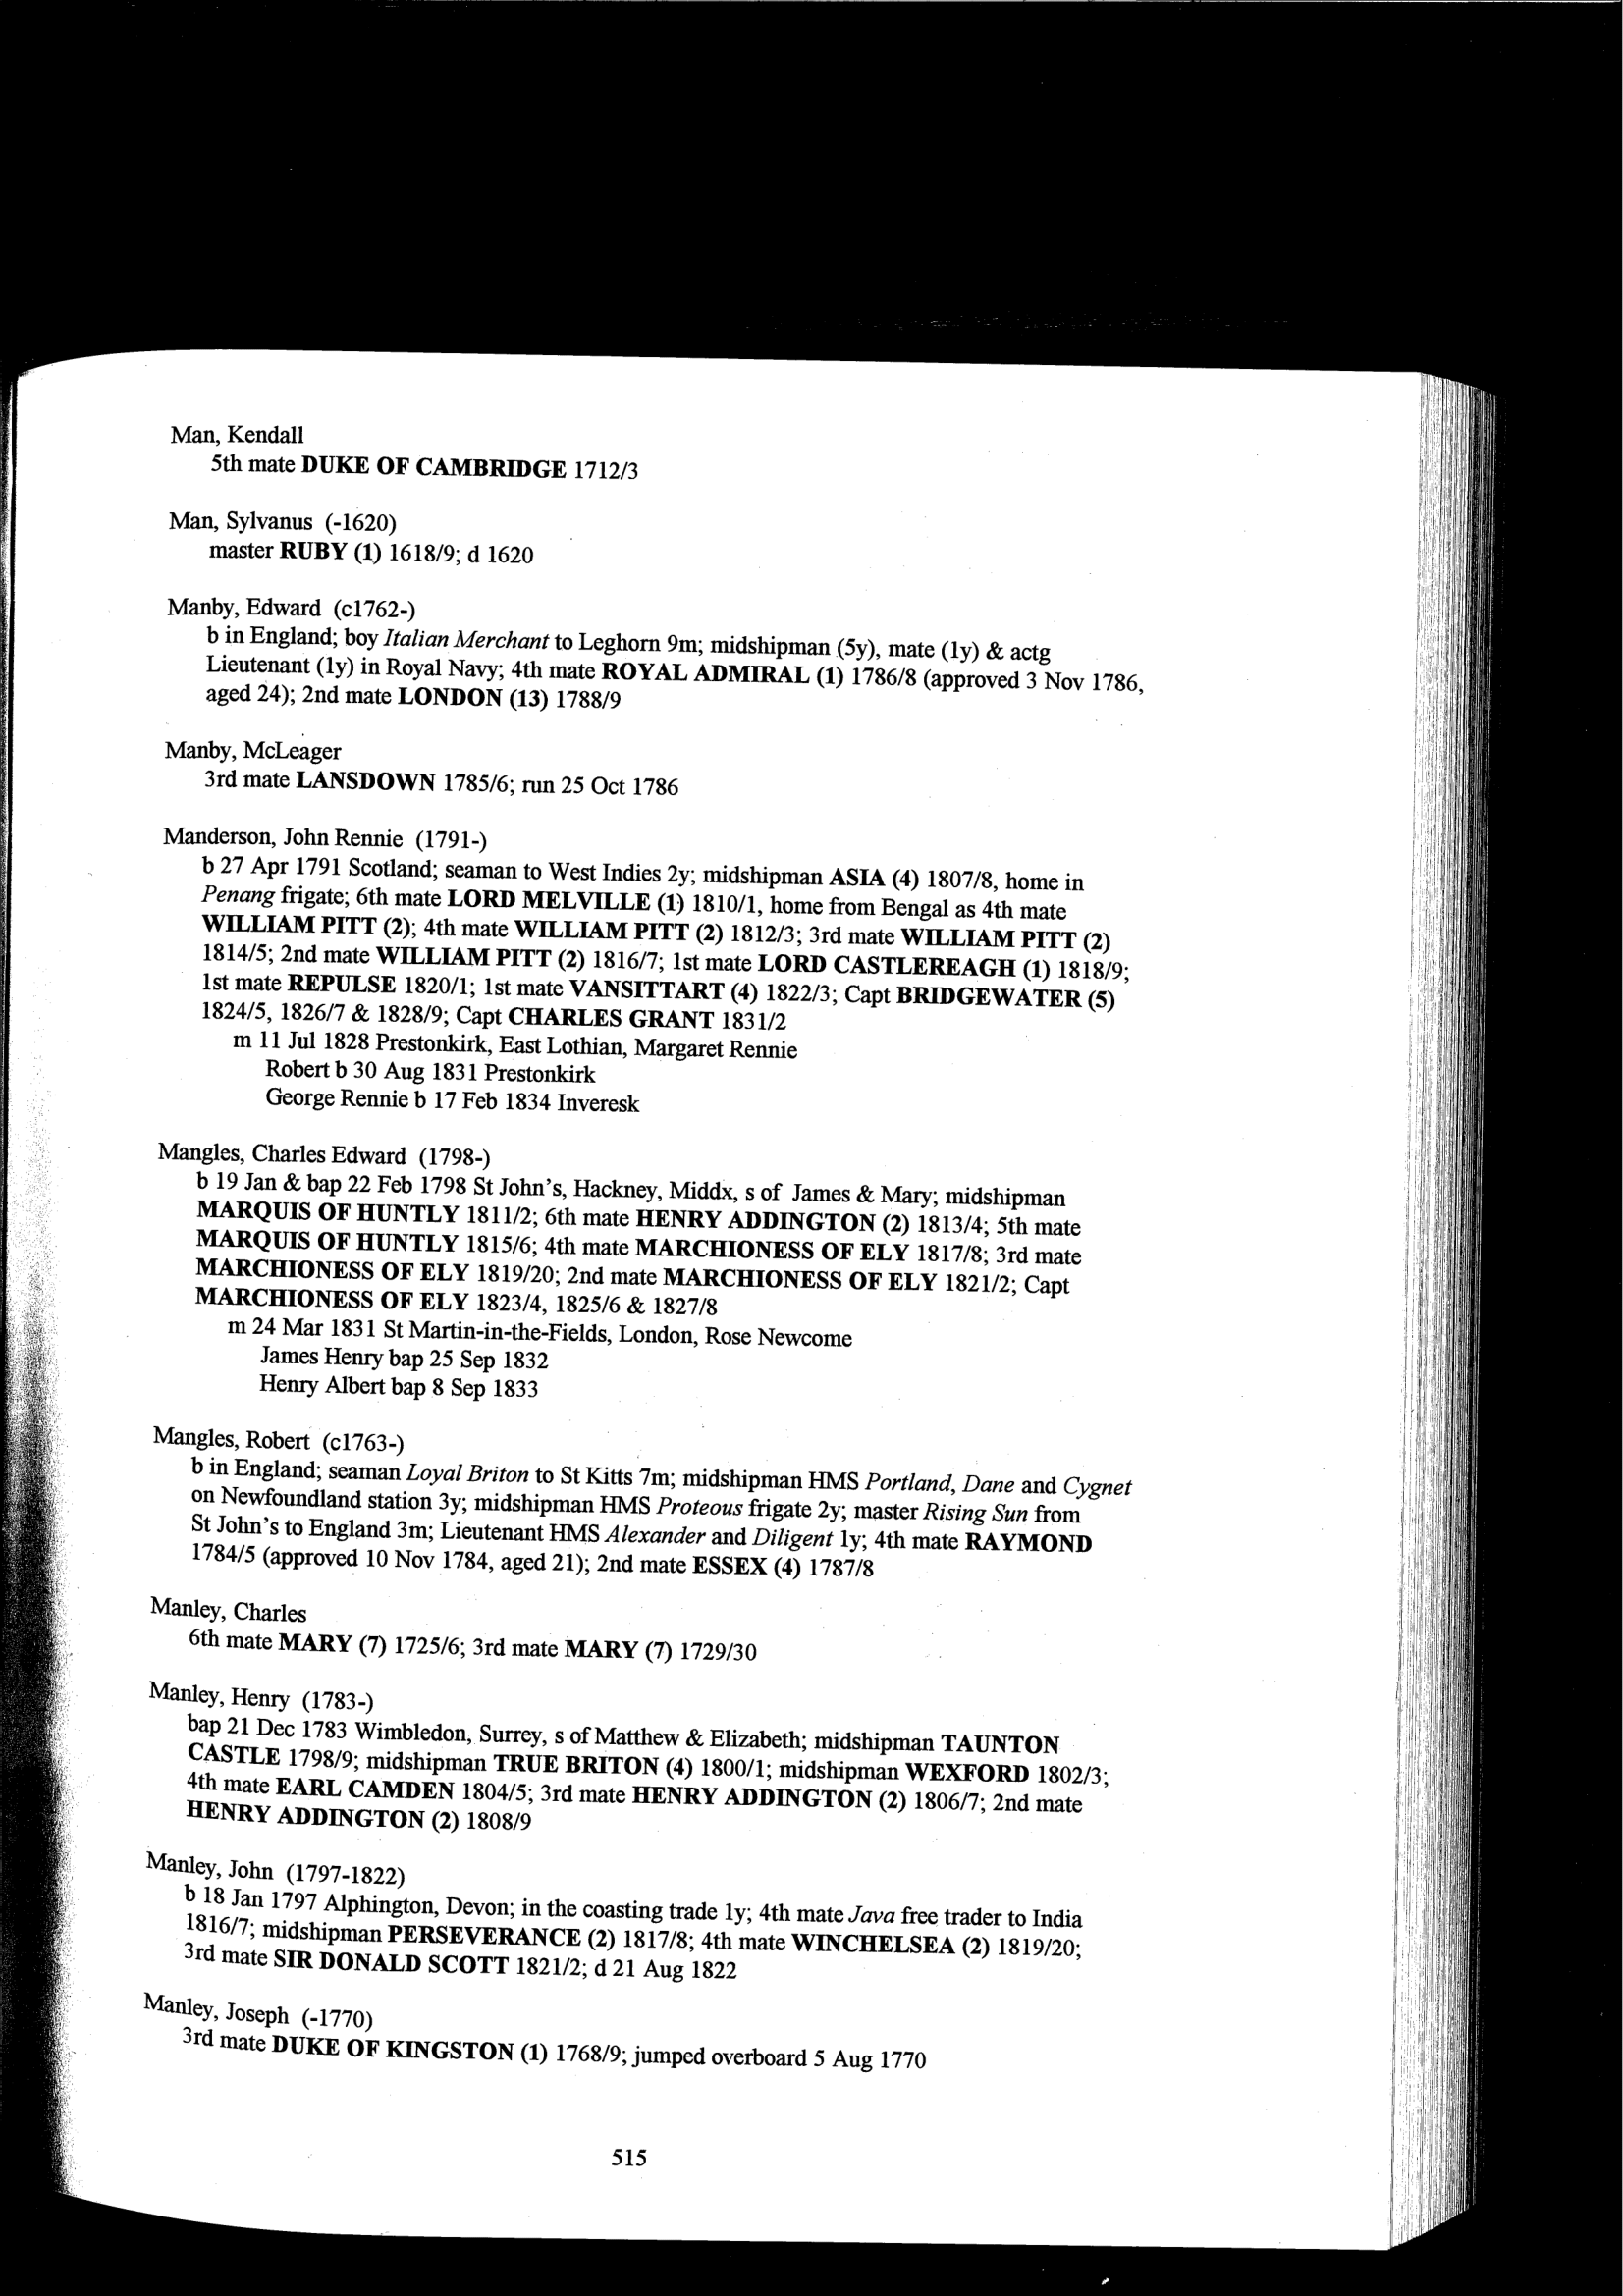 Man, Kendall
5th mate DUKE OF CAMBRIDGE 1712/3
Man, Sylvanus (-1620)
master RUBY (1) 1618/9; d 1620
Manby, Edward (c1762-)
b in England; boy Italian Merchant to Leghorn 9m; midshipman (5y), mate (1y) & actg
Lieutenant (1y) in Royal Navy; 4th mate ROYAL ADMIRAL (1) 1786/8 (approved 3 Nov 1786,
aged 24); 2nd mate LONDON (13) 1788/9
Manby, McLeager
3rd mate LANSDOWN 1785/6; run 25 Oct 1786
Manderson, John Rennie (1791-)
b 27 Apr 1791 Scotland; seaman to West Indies 2y; midshipman ASIA (4) 1807/8, home in
Penang frigate; 6th mate LORD MELVILLE (1) 1810/1, home from Bengal as 4th mate
WILLIAM PITT (2); 4th mate WILLIAM PITT (2) 1812/3; 3rd mate WILLIAM PITT (2)
1814/5; 2nd mate WILLIAM PITT (2) 1816/7; 1st mate LORD CASTLEREAGH (1) 1818/9;
1st mate REPULSE 1820/1; 1st mate VANSITTART (4) 1822/3; Capt BRIDGEWATER (5)
1824/5, 1826/7 & 1828/9; Capt CHARLES GRANT 1831/2
m 11 Jul 1828 Prestonkirk, East Lothian, Margaret Rennie
Robert b 30 Aug 1831 Prestonkirk
George Rennie b 17 Feb 1834 Inveresk
Mangles, Charles Edward (1798-)
b 19 Jan & bap 22 Feb 1798 St John's, Hackney, Middx, s of James & Mary; midshipman
MARQUIS OF HUNTLY 1811/2; 6th mate HENRY ADDINGTON (2) 1813/4; 5th mate
MARQUIS OF HUNTLY 1815/6; 4th mate MARCHIONESS OF ELY 1817/8; 3rd mate
MARCHIONESS OF ELY 1819/20; 2nd mate MARCHIONESS OF ELY 1821/2; Capt
MARCHIONESS OF ELY 1823/4, 1825/6 & 1827/8
m 24 Mar 1831 St Martin-in-the-Fields, London, Rose Newcome
James Henry bap 25 Sep 1832
Henry Albert bap 8 Sep 1833
Mangles, Robert (c1763-)
b in England; seaman Loyal Briton to St Kitts 7m; midshipman HMS Portland, Dane and Cygnet
on Newfoundland station 3y; midshipman HMS Proteous frigate 2y; master Rising Sun from
St John's to England 3m; Lieutenant HMS Alexander and Diligent 1y; 4th mate RAYMOND
1784/5 (approved 10 Nov 1784, aged 21); 2nd mate ESSEX (4) 1787/8
Manley, Charles
6th mate MARY (7) 1725/6; 3rd mate MARY (7) 1729/30
Manley, Henry (1783-)
bap 21 Dec 1783 Wimbledon, Surrey, s of Matthew & Elizabeth; midshipman TAUNTON
CASTLE 1798/9; midshipman TRUE BRITON (4) 1800/1; midshipman WEXFORD 1802/3;
4th mate EARL CAMDEN 1804/5; 3rd mate HENRY ADDINGTON (2) 1806/7; 2nd mate
HENRY ADDINGTON (2) 1808/9
Manley, John (1797-1822)
b 18 Jan 1797 Alphington, Devon; in the coasting trade 1y; 4th mate Java free trader to India
1816/7; midshipman PERSEVERANCE (2) 1817/8; 4th mate WINCHELSEA (2) 1819/20;
3rd mate SIR DONALD SCOTT 1821/2; d 21 Aug 1822
Manley, Joseph (-1770)
3rd mate DUKE OF KINGSTON (1) 1768/9; jumped overboard 5 Aug 1770
515